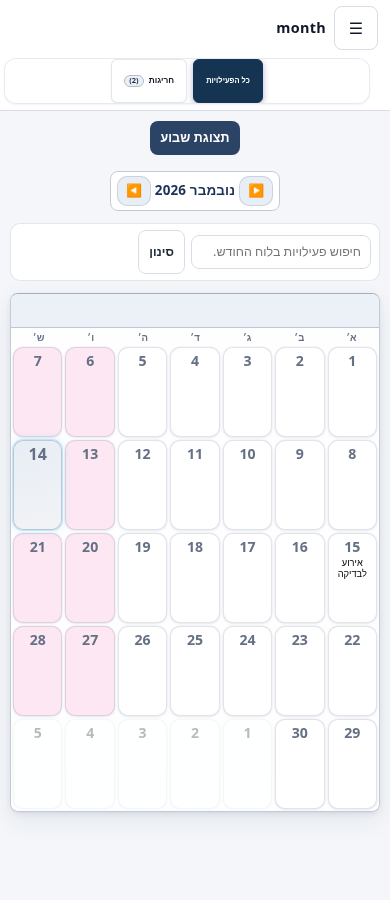 ☰ month
כל הפעילויות חריגות (2)
תצוגת שבוע
▶ נובמבר 2026 ◀
חיפוש פעילויות בלוח החודש. סינון
א׳ ב׳ ג׳ ד׳ ה׳ ו׳ ש׳
1 2 3 4 5 6 7
8 9 10 11 12 13 14
15 16 17 18 19 20 21
אירוע
לבדיקה
22 23 24 25 26 27 28
29 30 1 2 3 4 5